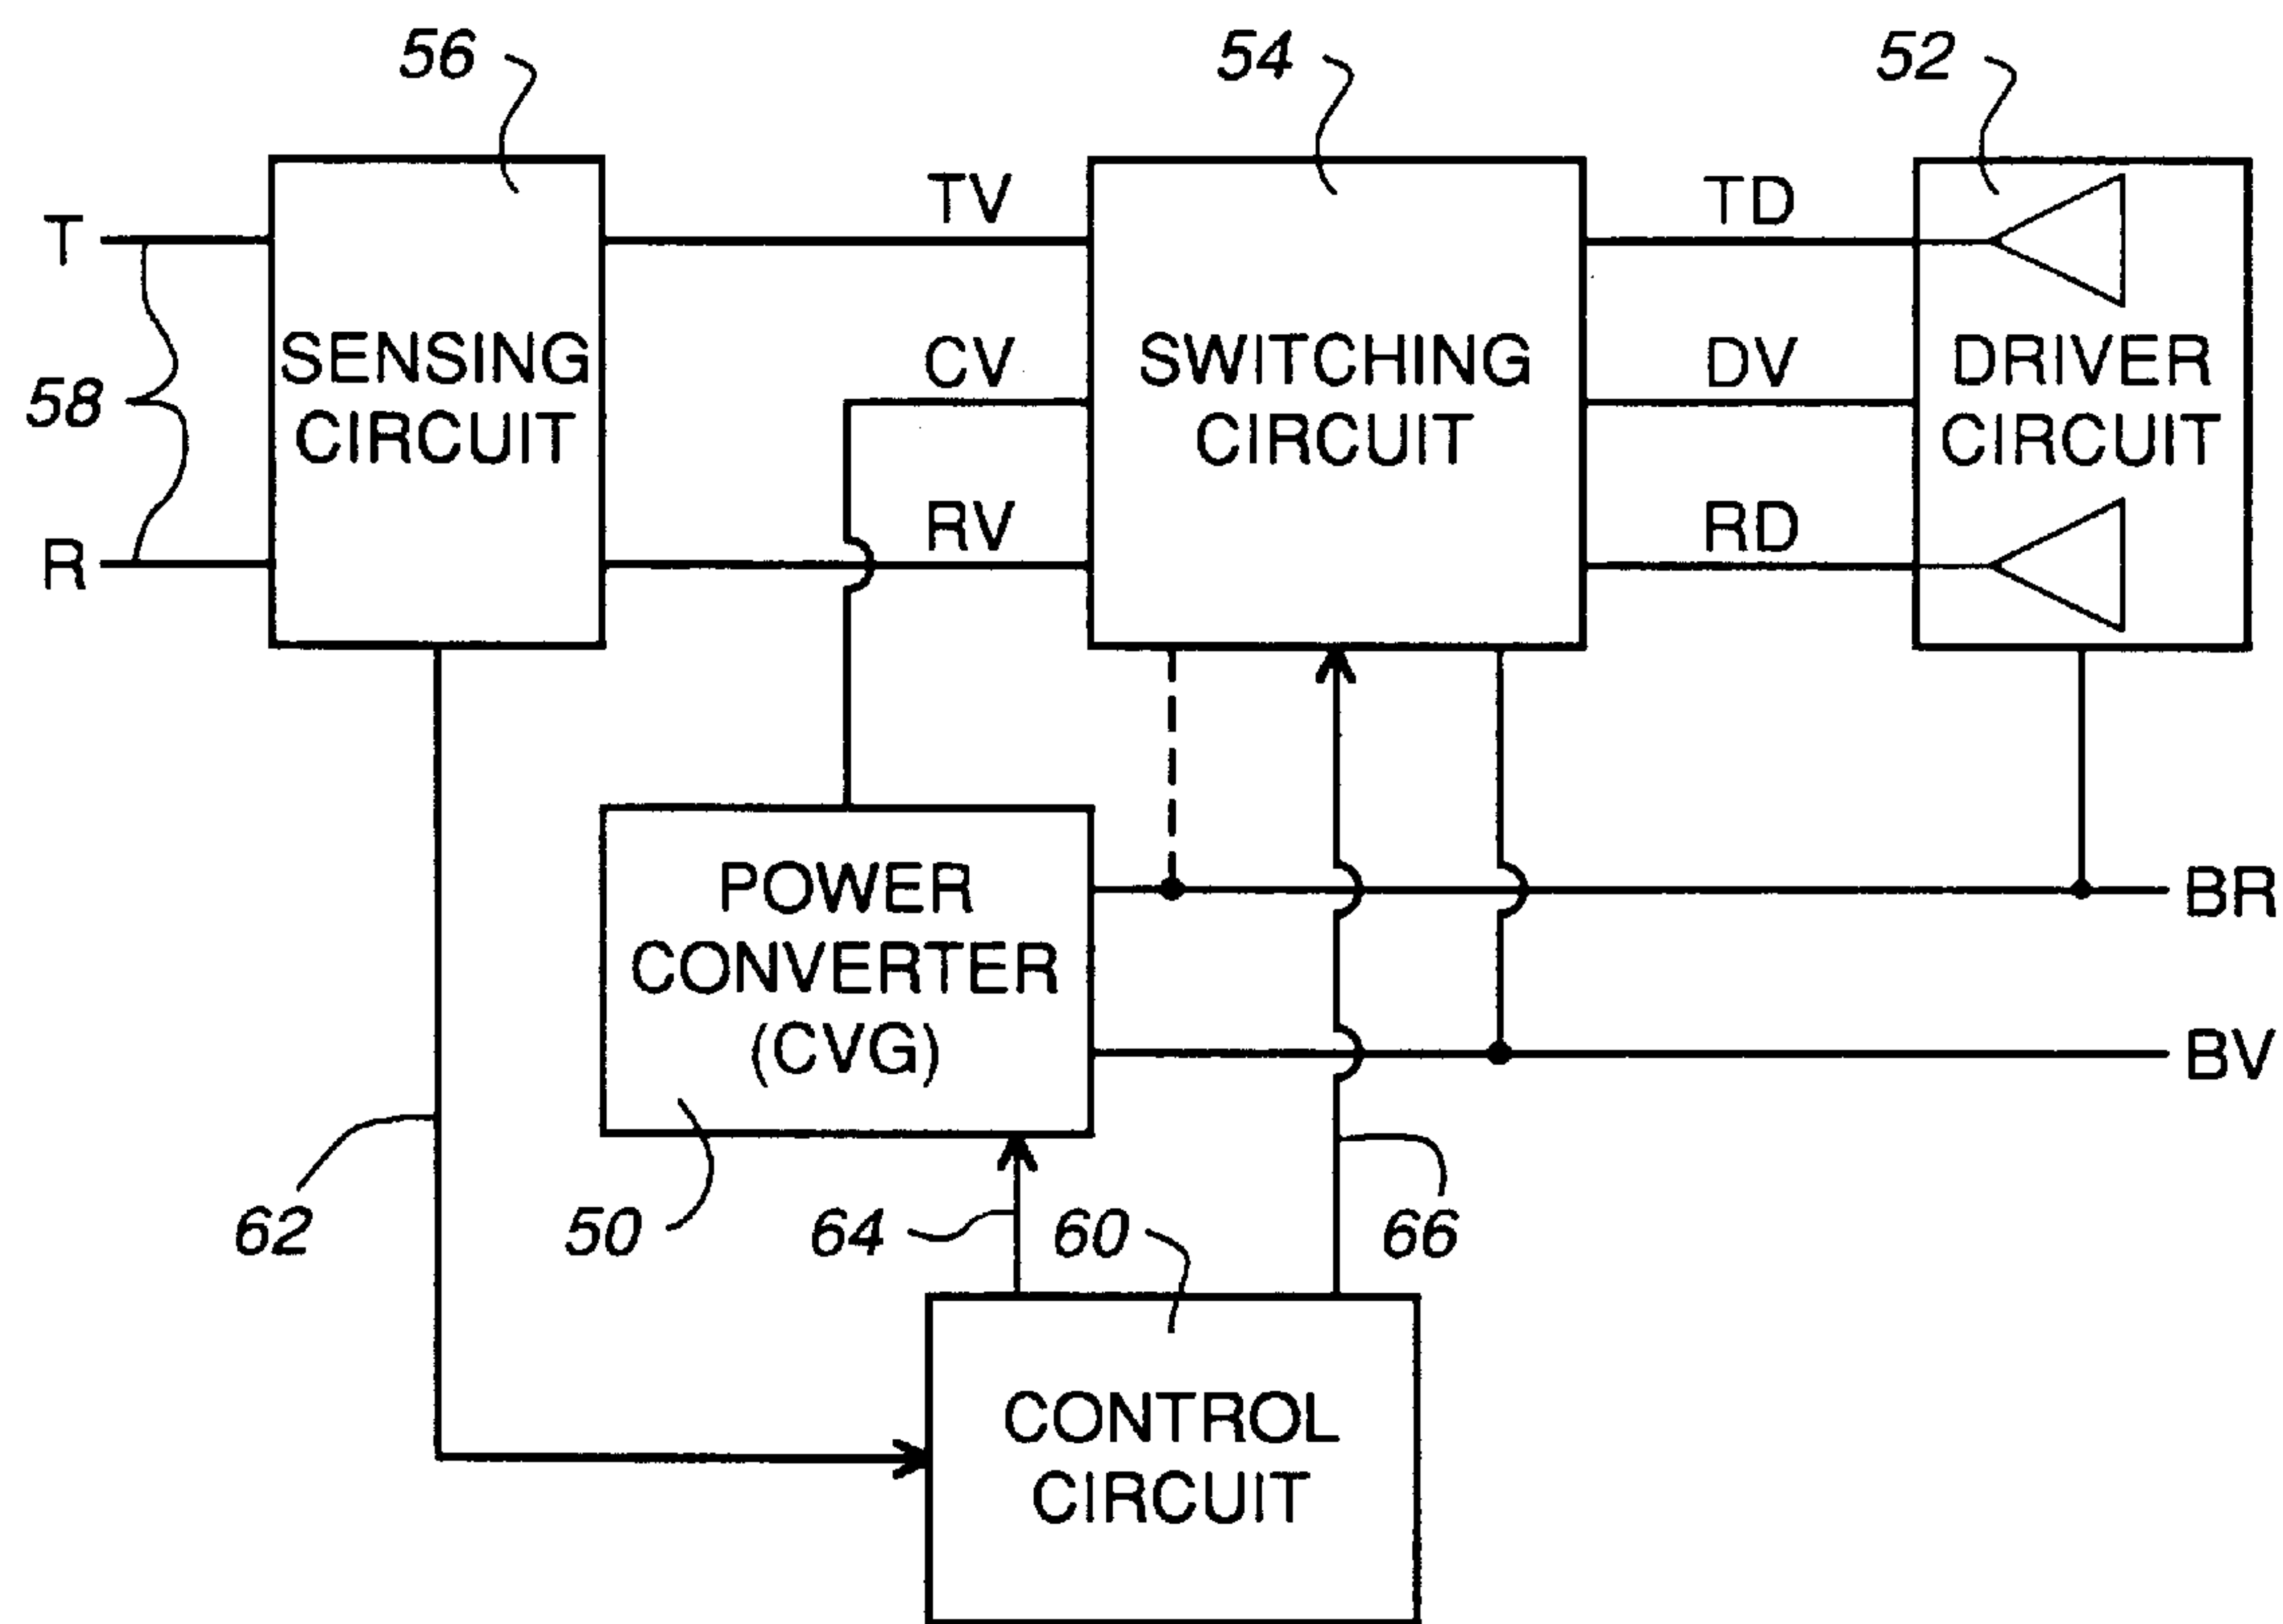 56
54
52
T
TV
TD
58
SENSING
CIRCUIT
CV
SWITCHING
CIRCUIT
DV
DRIVER
CIRCUIT
R
RV
RD
POWER
CONVERTER
(CVG)
BR
BV
62
50
64
60
66
CONTROL
CIRCUIT